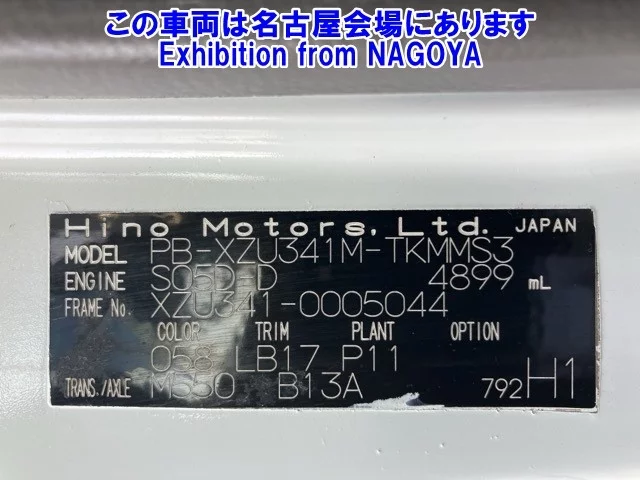 この車両は名古屋会場にあります
Exhibition from NAGOYA
Hino Motors, Ltd. JAPAN
MODEL PB-XZU341M-TKMMS3
ENGINE S05D-D 4899 mL
FRAME No. XZU341-0005044
COLOR TRIM PLANT OPTION
058 LB17 P11
TRANS./AXLE M550 B13A 792H1